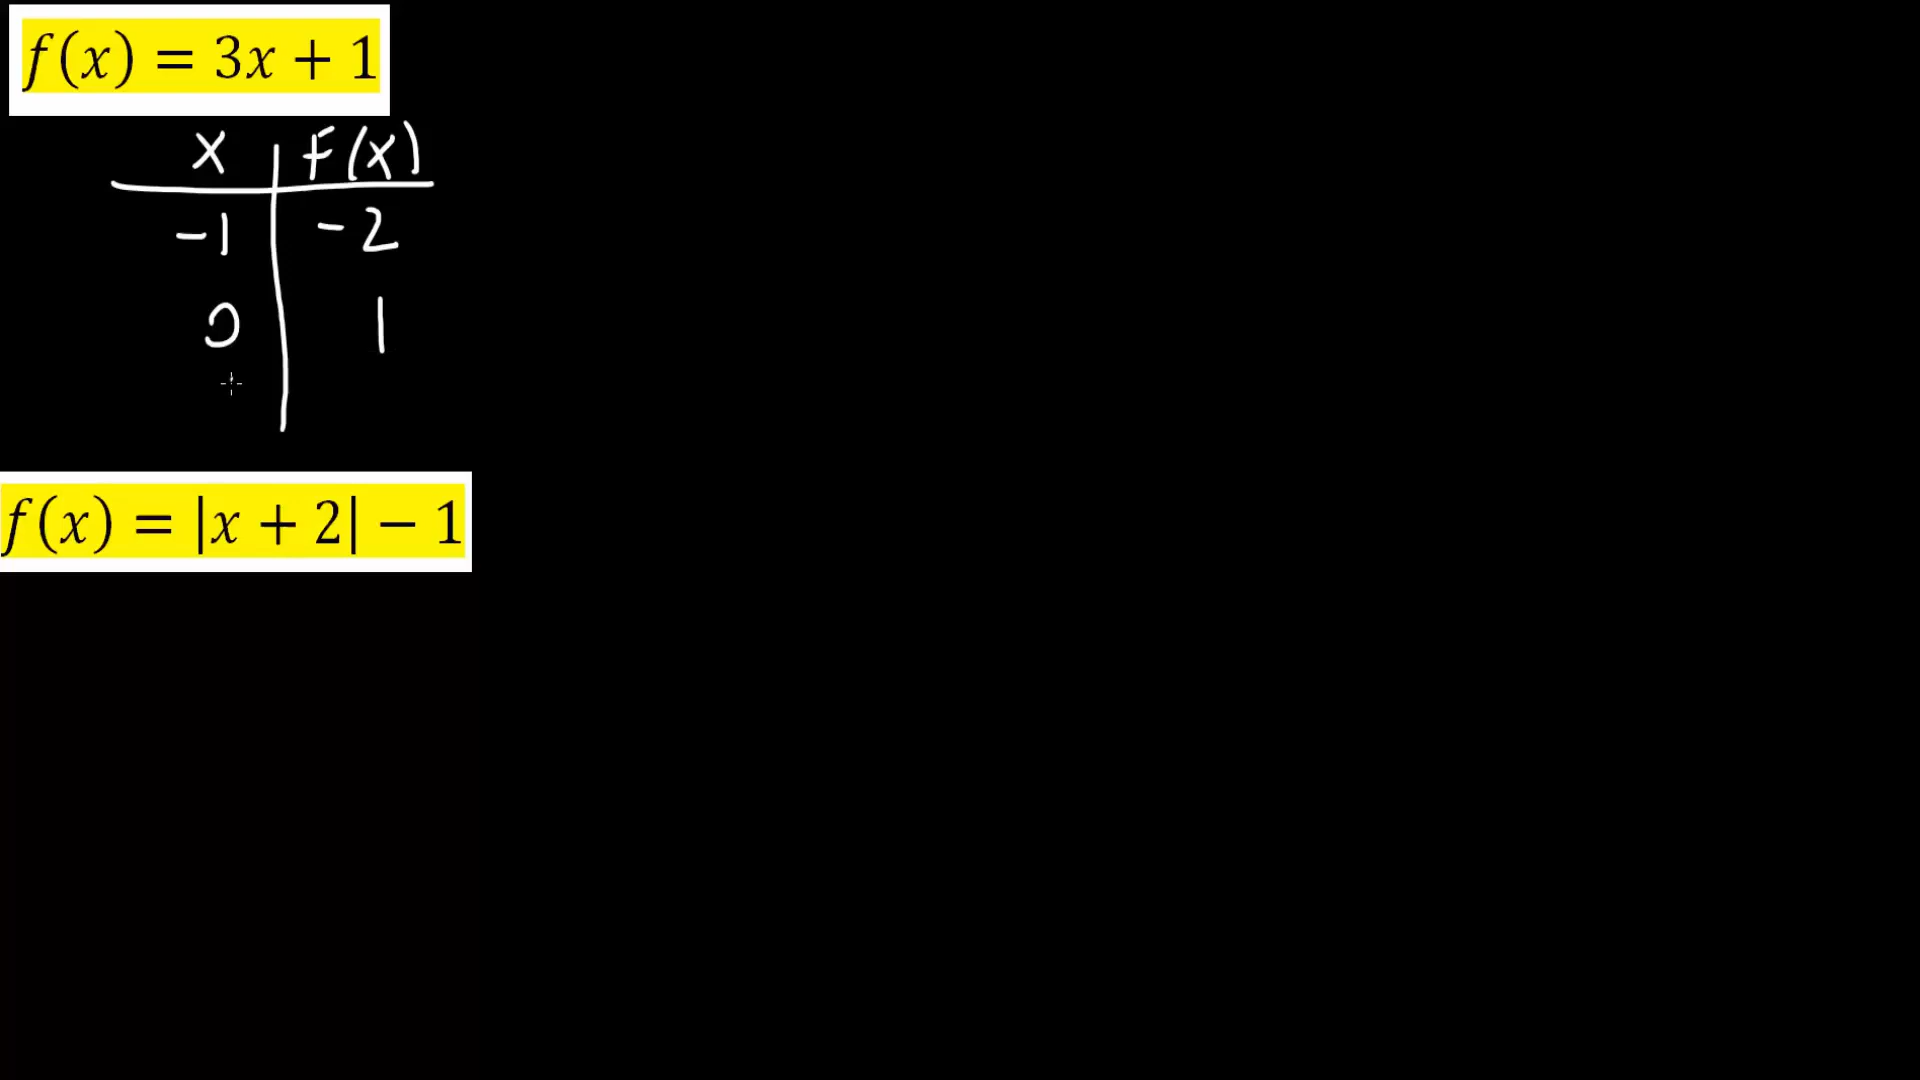 f(x) = 3x + 1
x F(x)
-1 -2
0 1
f(x) = |x + 2| − 1